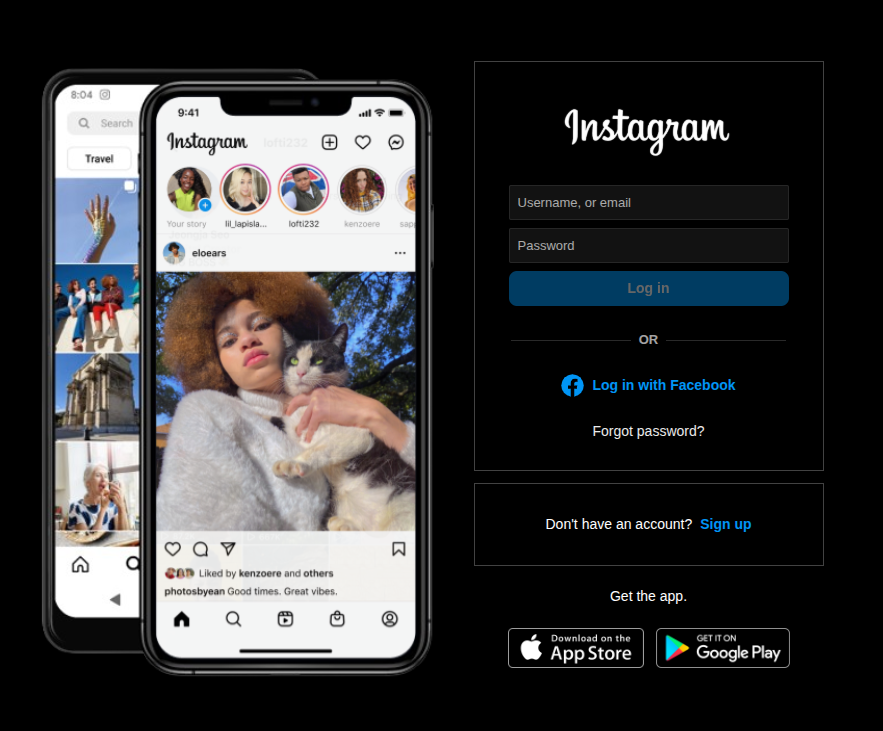 8:04
Search
Travel
9:41
Instagram
lofti232
Your story
lil_lapisla...
lofti232
kenzoere
sapp
eloears
Liked by kenzoere and others
photosbyean Good times. Great vibes.
Instagram
Username, or email
Password
Log in
OR
Log in with Facebook
Forgot password?
Don't have an account? Sign up
Get the app.
Download on the
App Store
GET IT ON
Google Play